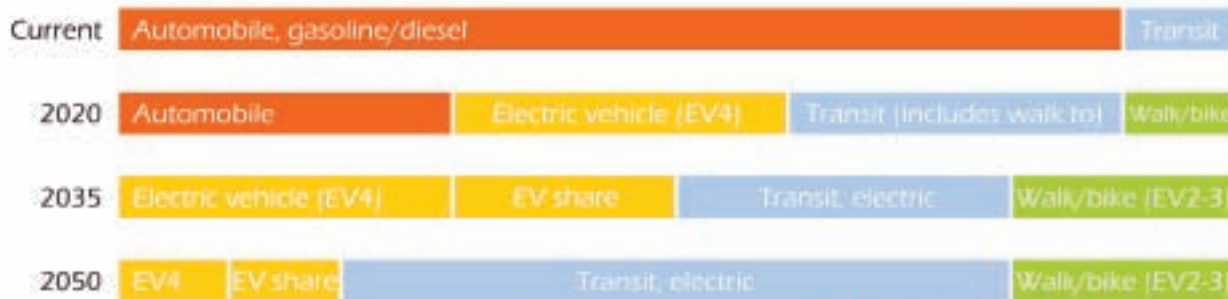 Current Automobile, gasoline/diesel Transit
2020 Automobile Electric vehicle (EV4) Transit (includes walk to) Walk/bike
2035 Electric vehicle (EV4) EV share Transit, electric Walk/bike (EV2-3
2050 EV4 EV share Transit, electric Walk/bike (EV2-3